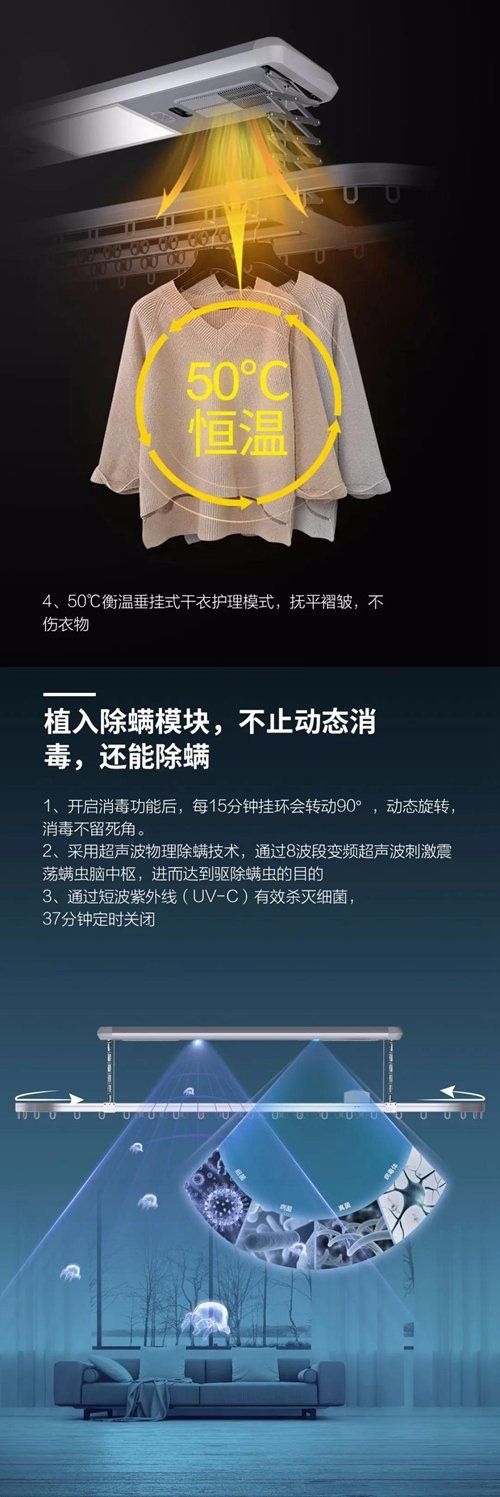 50°C
恒温
4、50℃衡温垂挂式干衣护理模式，抚平褶皱，不
伤衣物
植入除螨模块，不止动态消
毒，还能除螨
1、开启消毒功能后，每15分钟挂环会转动90°，动态旋转，
消毒不留死角。
2、采用超声波物理除螨技术，通过8波段变频超声波刺激震
荡螨虫脑中枢，进而达到驱除螨虫的目的
3、通过短波紫外线（UV-C）有效杀灭细菌，
37分钟定时关闭
病菌
真菌
病毒体